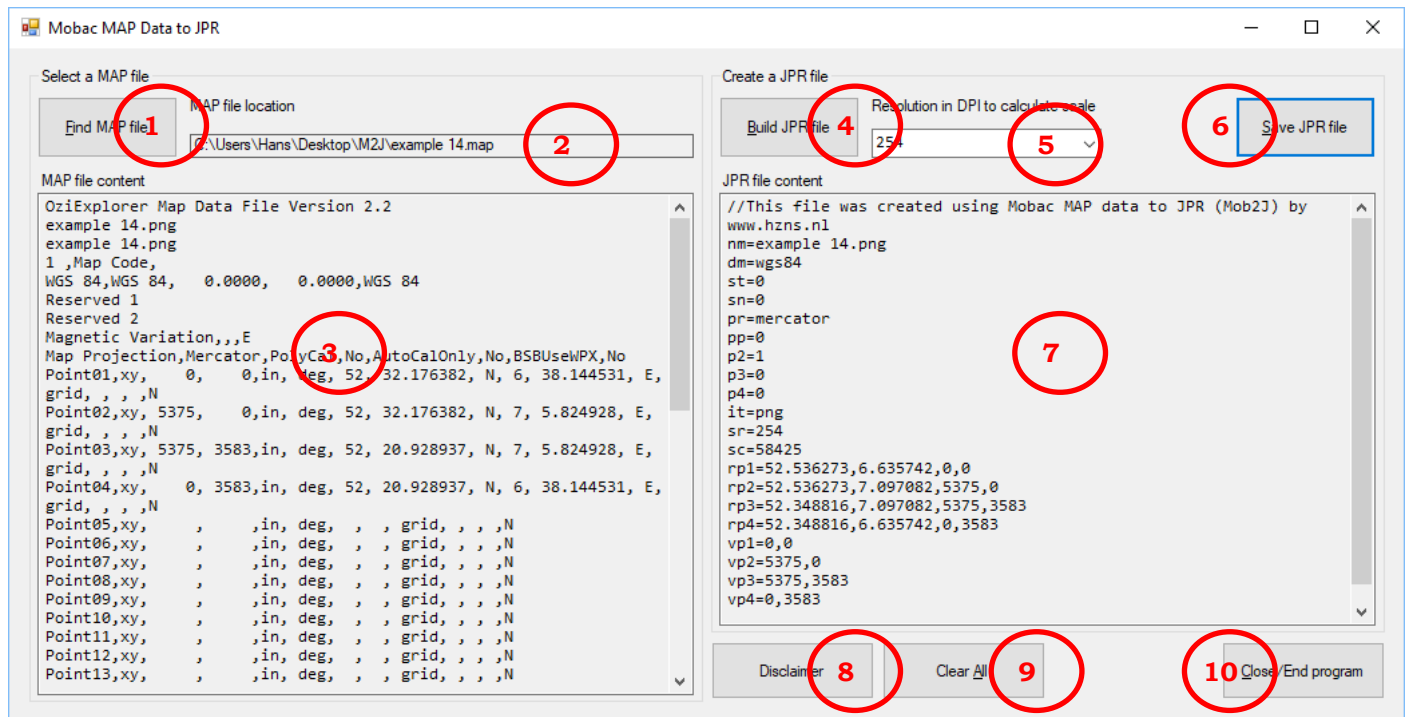 Mobac MAP Data to JPR
Select a MAP file
Find MAP file
1
MAP file location
C:\Users\Hans\Desktop\M2J\example 14.map
2
MAP file content
OziExplorer Map Data File Version 2.2
example 14.png
example 14.png
1 ,Map Code,
WGS 84,WGS 84,   0.0000,   0.0000,WGS 84
Reserved 1
Reserved 2
Magnetic Variation,,,E
Map Projection,Mercator,PolyCal,No,AutoCalOnly,No,BSBUseWPX,No
3
Point01,xy,    0,    0,in, deg, 52, 32.176382, N, 6, 38.144531, E,
grid, , , ,N
Point02,xy, 5375,    0,in, deg, 52, 32.176382, N, 7, 5.824928, E,
grid, , , ,N
Point03,xy, 5375, 3583,in, deg, 52, 20.928937, N, 7, 5.824928, E,
grid, , , ,N
Point04,xy,    0, 3583,in, deg, 52, 20.928937, N, 6, 38.144531, E,
grid, , , ,N
Point05,xy,     ,     ,in, deg,  ,  , grid, , , ,N
Point06,xy,     ,     ,in, deg,  ,  , grid, , , ,N
Point07,xy,     ,     ,in, deg,  ,  , grid, , , ,N
Point08,xy,     ,     ,in, deg,  ,  , grid, , , ,N
Point09,xy,     ,     ,in, deg,  ,  , grid, , , ,N
Point10,xy,     ,     ,in, deg,  ,  , grid, , , ,N
Point11,xy,     ,     ,in, deg,  ,  , grid, , , ,N
Point12,xy,     ,     ,in, deg,  ,  , grid, , , ,N
Point13,xy,     ,     ,in, deg,  ,  , grid, , , ,N
Create a JPR file
Build JPR file
4
Resolution in DPI to calculate scale
254
5
6
Save JPR file
JPR file content
//This file was created using Mobac MAP data to JPR (Mob2J) by
www.hzns.nl
nm=example 14.png
dm=wgs84
st=0
sn=0
pr=mercator
pp=0
p2=1
p3=0
p4=0
it=png
sr=254
sc=58425
rp1=52.536273,6.635742,0,0
rp2=52.536273,7.097082,5375,0
rp3=52.348816,7.097082,5375,3583
rp4=52.348816,6.635742,0,3583
vp1=0,0
vp2=5375,0
vp3=5375,3583
vp4=0,3583
7
Disclaimer
8
Clear All
9
10
Close/End program